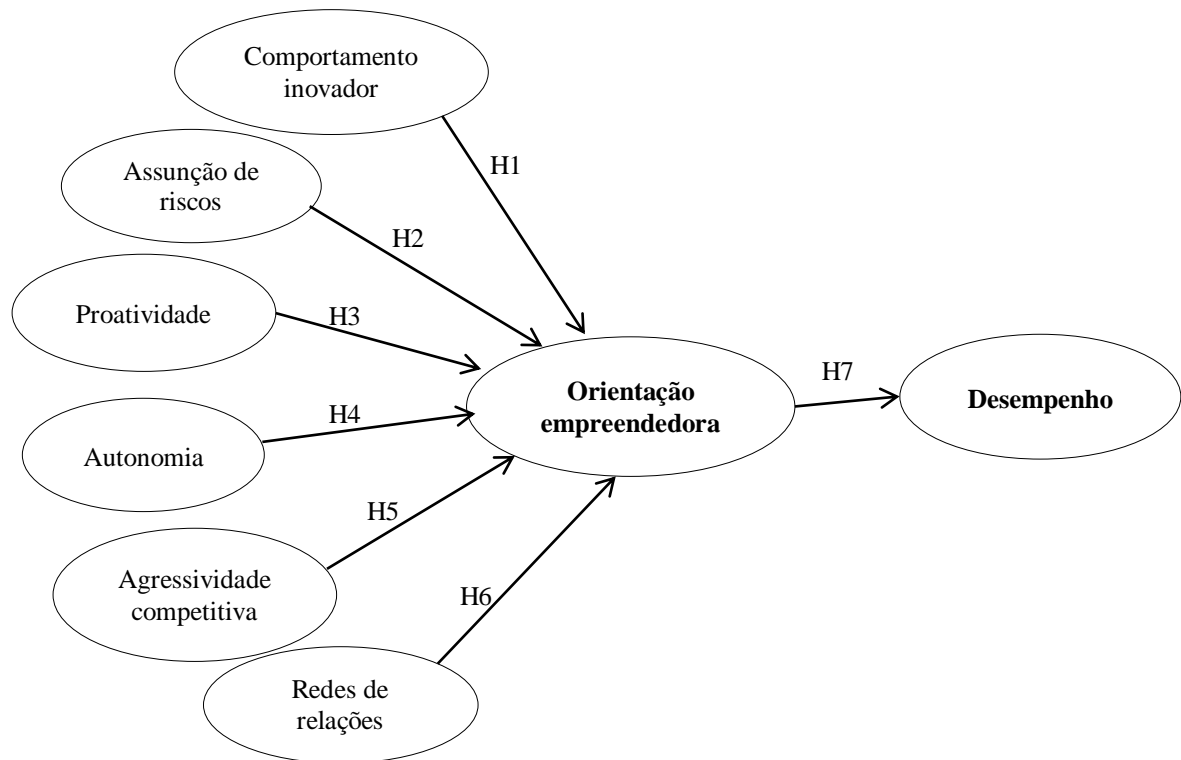 Comportamento
inovador
H1
Assunção de
riscos
H2
Proatividade
H3
Orientação
empreendedora
H7
Desempenho
Autonomia
H4
Agressividade
competitiva
H5
Redes de
relações
H6